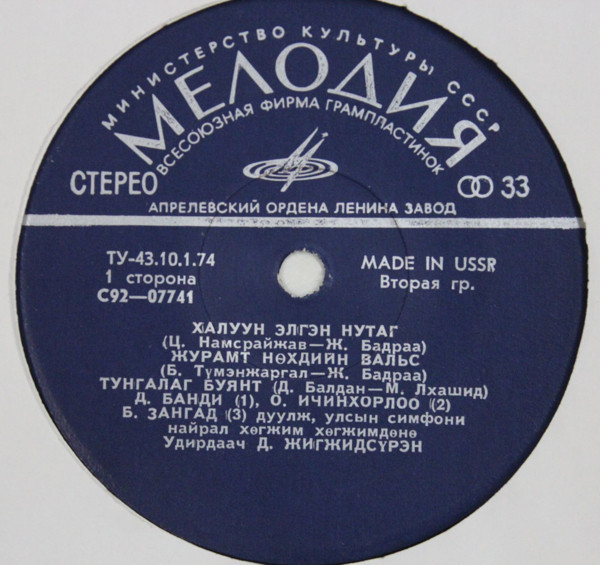 МИНИСТЕРСТВО КУЛЬТУРЫ СССР
МЕЛОДИЯ
ВСЕСОЮЗНАЯ ФИРМА ГРАМПЛАСТИНОК
СТЕРЕО
33
АПРЕЛЕВСКИЙ ОРДЕНА ЛЕНИНА ЗАВОД
ТУ-43.10.1.74
1 сторона
С92—07741
MADE IN USSR
Вторая гр.
ХАЛУУН ЭЛГЭН НУТАГ
(Ц. Намсрайжав—Ж. Бадраа)
ЖУРАМТ НӨХДИЙН ВАЛЬС
(Б. Түмэнжаргал—Ж. Бадраа)
ТУНГАЛАГ БУЯНТ (Д. Балдан—М. Лхашид)
Д. БАНДИ (1), О. ИЧИНХОРЛОО (2)
Б. ЗАНГАД (3) дуулж, улсын симфони
найрал хөгжим хөгжимдөнө
Удирдаач Д. ЖИГЖИДСҮРЭН